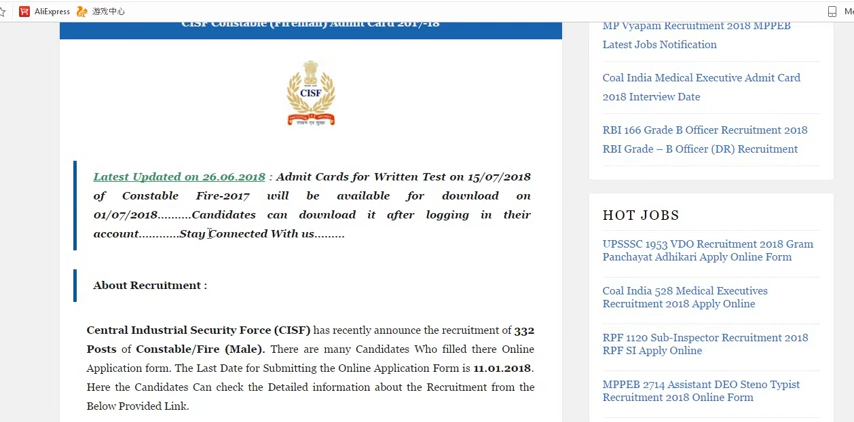 AliExpress 游戏中心
CISF Constable (Fireman) Admit Card 2017-18
CISF
Latest Updated on 26.06.2018 : Admit Cards for Written Test on 15/07/2018
of Constable Fire-2017 will be available for download on
01/07/2018..........Candidates can download it after logging in their
account............Stay Connected With us.........
About Recruitment :
Central Industrial Security Force (CISF) has recently announce the recruitment of 332
Posts of Constable/Fire (Male). There are many Candidates Who filled there Online
Application form. The Last Date for Submitting the Online Application Form is 11.01.2018.
Here the Candidates Can check the Detailed information about the Recruitment from the
Below Provided Link.
MP Vyapam Recruitment 2018 MPPEB
Latest Jobs Notification
Coal India Medical Executive Admit Card
2018 Interview Date
RBI 166 Grade B Officer Recruitment 2018
RBI Grade – B Officer (DR) Recruitment
HOT JOBS
UPSSSC 1953 VDO Recruitment 2018 Gram
Panchayat Adhikari Apply Online Form
Coal India 528 Medical Executives
Recruitment 2018 Apply Online
RPF 1120 Sub-Inspector Recruitment 2018
RPF SI Apply Online
MPPEB 2714 Assistant DEO Steno Typist
Recruitment 2018 Online Form